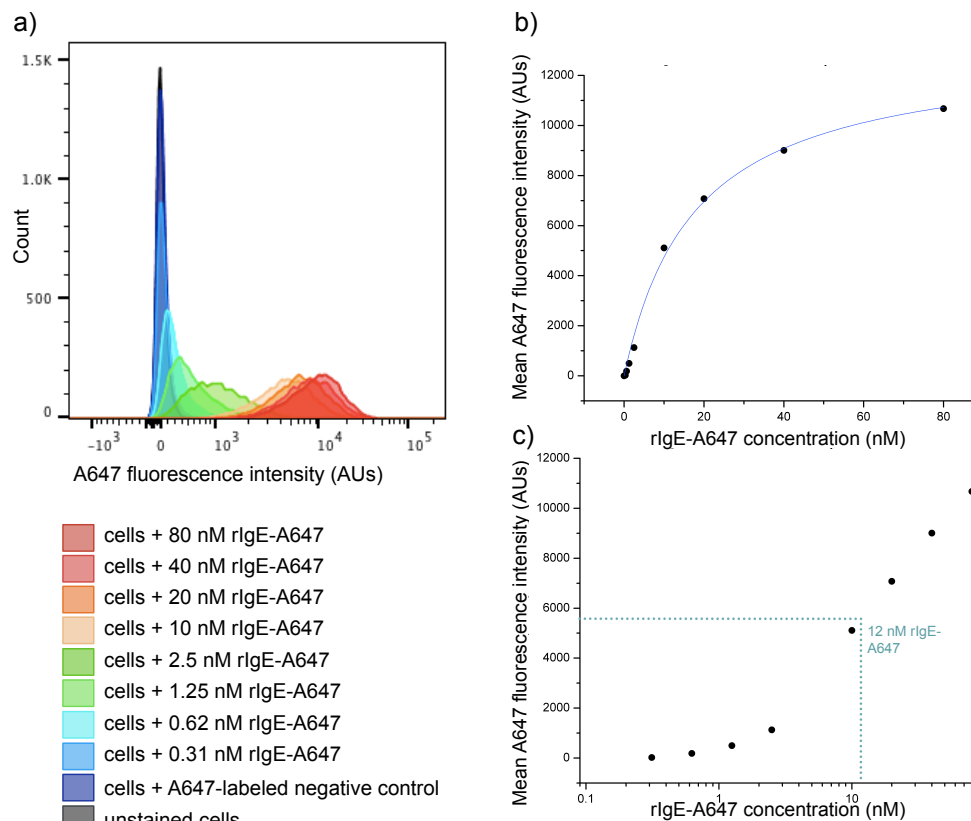 a)
1.5K
1.0K
500
0
Count
-10³ 0 10³ 10⁴ 10⁵
A647 fluorescence intensity (AUs)
cells + 80 nM rIgE-A647
cells + 40 nM rIgE-A647
cells + 20 nM rIgE-A647
cells + 10 nM rIgE-A647
cells + 2.5 nM rIgE-A647
cells + 1.25 nM rIgE-A647
cells + 0.62 nM rIgE-A647
cells + 0.31 nM rIgE-A647
cells + A647-labeled negative control
unstained cells
b)
Mean A647 fluorescence intensity (AUs)
12000
10000
8000
6000
4000
2000
0
0 20 40 60 80
rIgE-A647 concentration (nM)
c)
Mean A647 fluorescence intensity (AUs)
12000
10000
8000
6000
4000
2000
0
12 nM rIgE-
A647
0.1 1 10
rIgE-A647 concentration (nM)